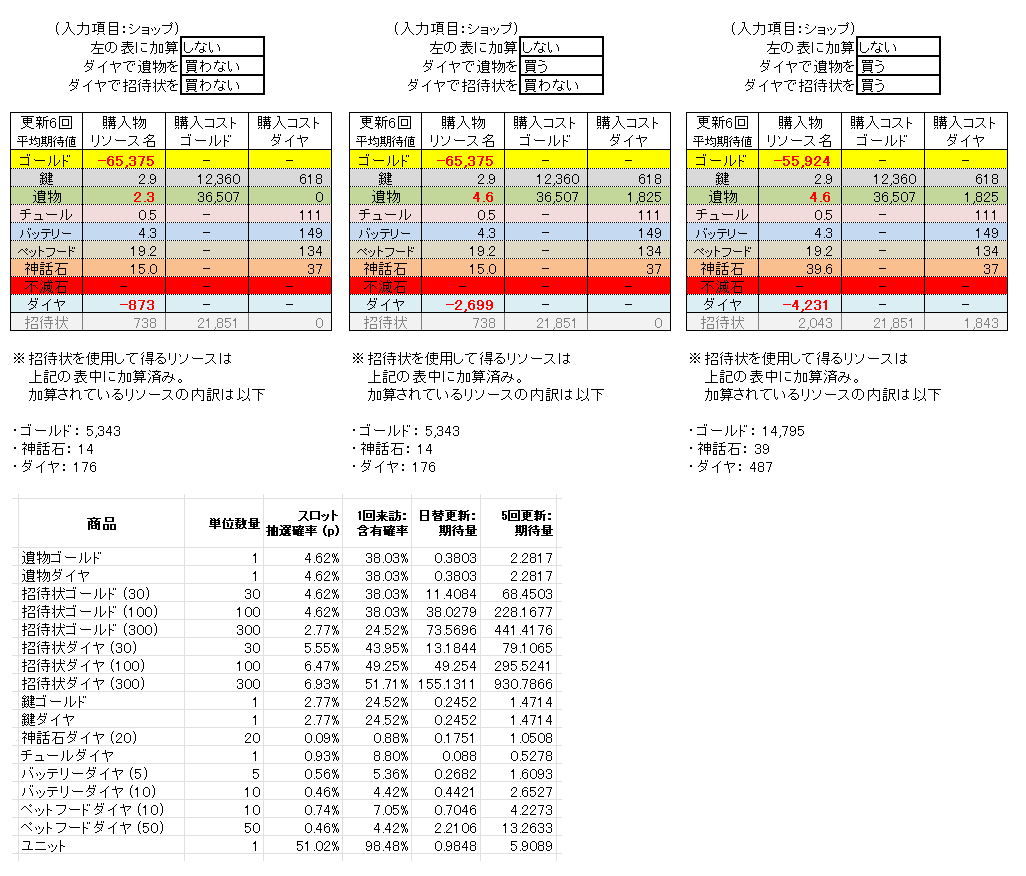 (入力項目:ショップ)
左の表に加算 しない
ダイヤで遺物を 買わない
ダイヤで招待状を 買わない
更新6回 購入物 購入コスト 購入コスト
平均期待値 リソース名 ゴールド ダイヤ
ゴールド -65,375 - -
鍵 2.9 12,360 618
遺物 2.3 36,507 0
チュール 0.5 - 111
バッテリー 4.3 - 149
ペットフード 19.2 - 134
神話石 15.0 - 37
不滅石 - - -
ダイヤ -873 - -
招待状 738 21,851 0
※招待状を使用して得るリソースは
上記の表中に加算済み。
加算されているリソースの内訳は以下
・ゴールド: 5,343
・神話石: 14
・ダイヤ: 176
(入力項目:ショップ)
左の表に加算 しない
ダイヤで遺物を 買う
ダイヤで招待状を 買わない
更新6回 購入物 購入コスト 購入コスト
平均期待値 リソース名 ゴールド ダイヤ
ゴールド -65,375 - -
鍵 2.9 12,360 618
遺物 4.6 36,507 1,825
チュール 0.5 - 111
バッテリー 4.3 - 149
ペットフード 19.2 - 134
神話石 15.0 - 37
不滅石 - - -
ダイヤ -2,699 - -
招待状 738 21,851 0
※招待状を使用して得るリソースは
上記の表中に加算済み。
加算されているリソースの内訳は以下
・ゴールド: 5,343
・神話石: 14
・ダイヤ: 176
(入力項目:ショップ)
左の表に加算 しない
ダイヤで遺物を 買う
ダイヤで招待状を 買う
更新6回 購入物 購入コスト 購入コスト
平均期待値 リソース名 ゴールド ダイヤ
ゴールド -55,924 - -
鍵 2.9 12,360 618
遺物 4.6 36,507 1,825
チュール 0.5 - 111
バッテリー 4.3 - 149
ペットフード 19.2 - 134
神話石 39.6 - 37
不滅石 - - -
ダイヤ -4,231 - -
招待状 2,043 21,851 1,843
※招待状を使用して得るリソースは
上記の表中に加算済み。
加算されているリソースの内訳は以下
・ゴールド: 14,795
・神話石: 39
・ダイヤ: 487
商品 単位数量 スロット 1回来訪: 日替更新: 5回更新:
抽選確率 (p) 含有確率 期待量 期待量
遺物ゴールド 1 4.62% 38.03% 0.3803 2.2817
遺物ダイヤ 1 4.62% 38.03% 0.3803 2.2817
招待状ゴールド (30) 30 4.62% 38.03% 11.4084 68.4503
招待状ゴールド (100) 100 4.62% 38.03% 38.0279 228.1677
招待状ゴールド (300) 300 2.77% 24.52% 73.5696 441.4176
招待状ダイヤ (30) 30 5.55% 43.95% 13.1844 79.1065
招待状ダイヤ (100) 100 6.47% 49.25% 49.254 295.5241
招待状ダイヤ (300) 300 6.93% 51.71% 155.1311 930.7866
鍵ゴールド 1 2.77% 24.52% 0.2452 1.4714
鍵ダイヤ 1 2.77% 24.52% 0.2452 1.4714
神話石ダイヤ (20) 20 0.09% 0.88% 0.1751 1.0508
チュールダイヤ 1 0.93% 8.80% 0.088 0.5278
バッテリーダイヤ (5) 5 0.56% 5.36% 0.2682 1.6093
バッテリーダイヤ (10) 10 0.46% 4.42% 0.4421 2.6527
ペットフードダイヤ (10) 10 0.74% 7.05% 0.7046 4.2273
ペットフードダイヤ (50) 50 0.46% 4.42% 2.2106 13.2633
ユニット 1 51.02% 98.48% 0.9848 5.9089